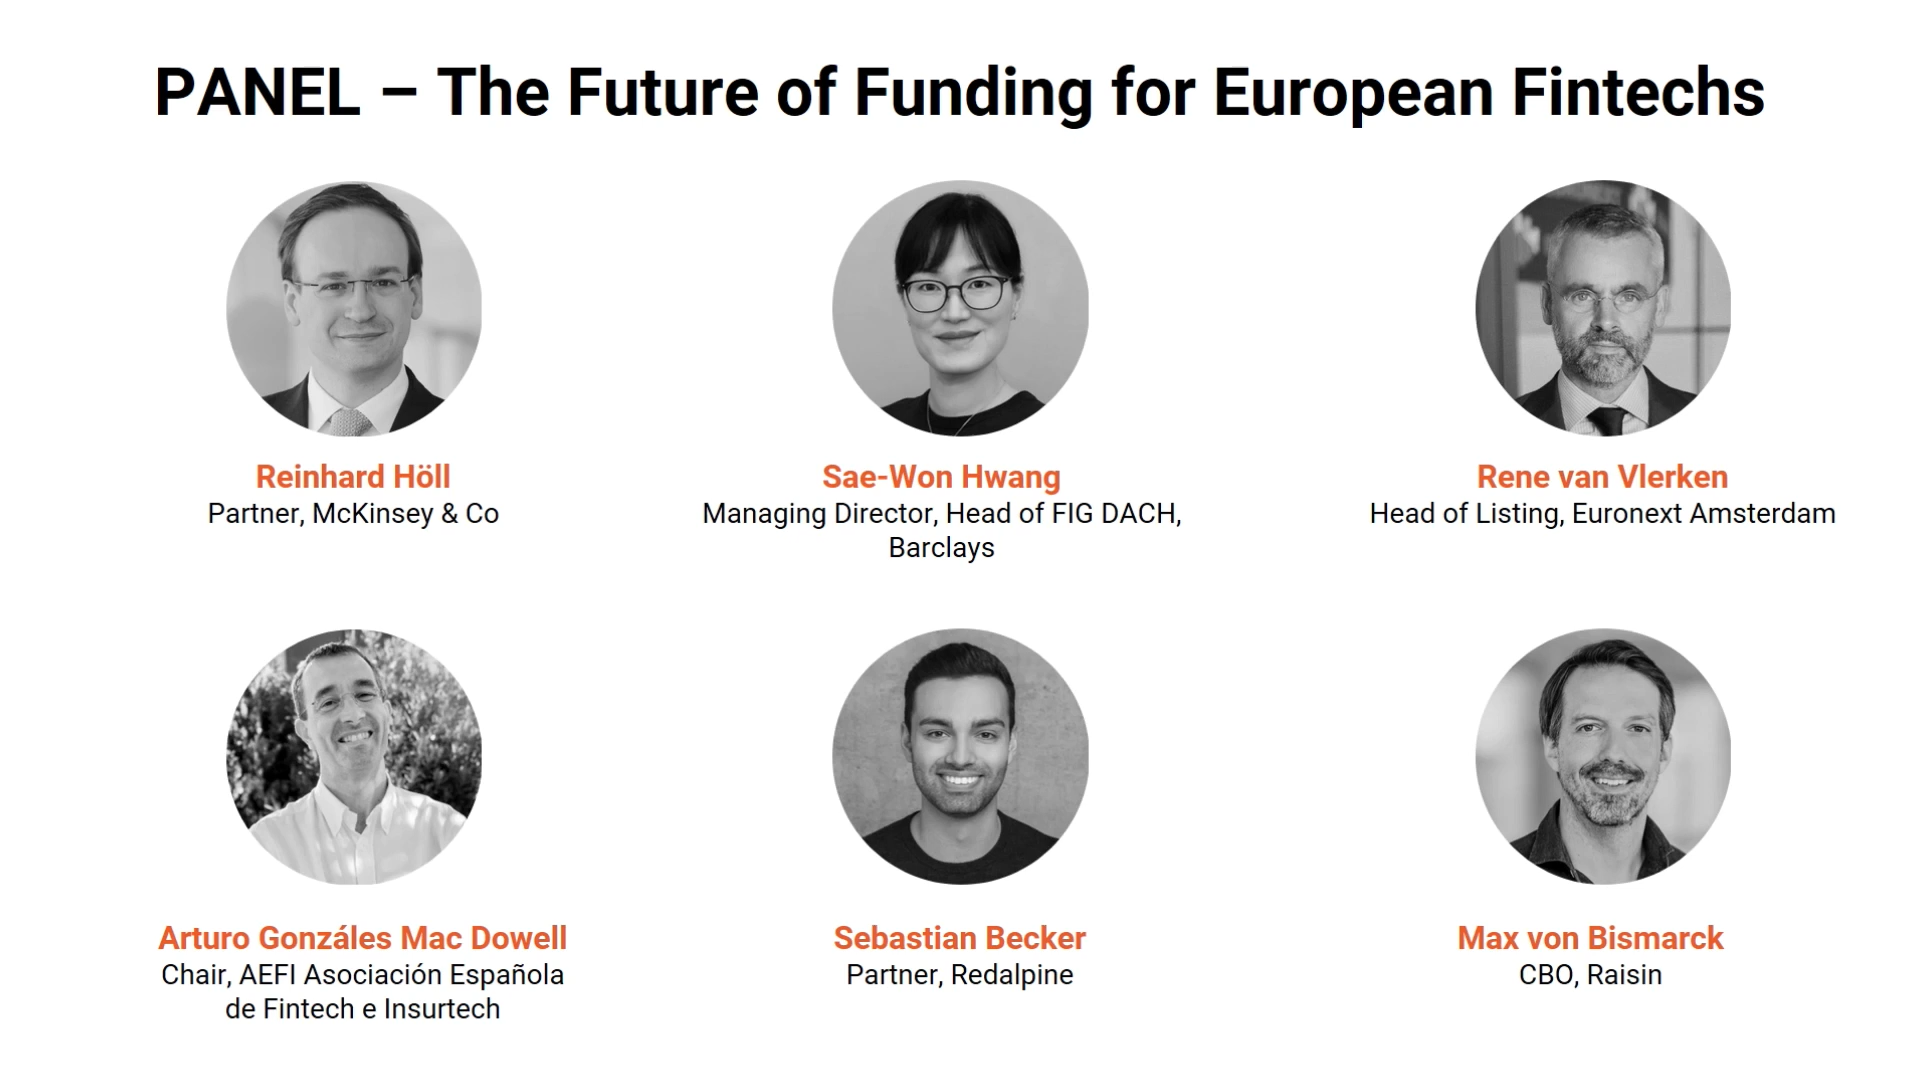 PANEL – The Future of Funding for European Fintechs
Reinhard Höll
Partner, McKinsey & Co
Sae-Won Hwang
Managing Director, Head of FIG DACH,
Barclays
Rene van Vlerken
Head of Listing, Euronext Amsterdam
Arturo Gonzáles Mac Dowell
Chair, AEFI Asociación Española
de Fintech e Insurtech
Sebastian Becker
Partner, Redalpine
Max von Bismarck
CBO, Raisin